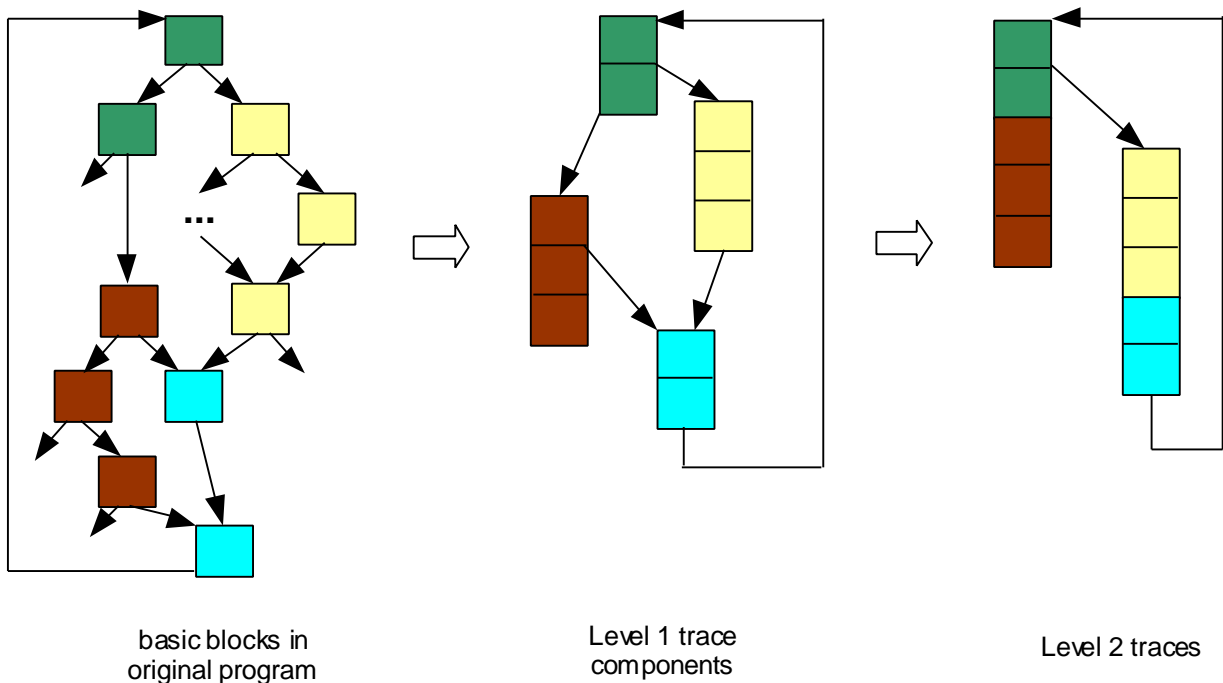 ...
basic blocks in
original program
Level 1 trace
components
Level 2 traces